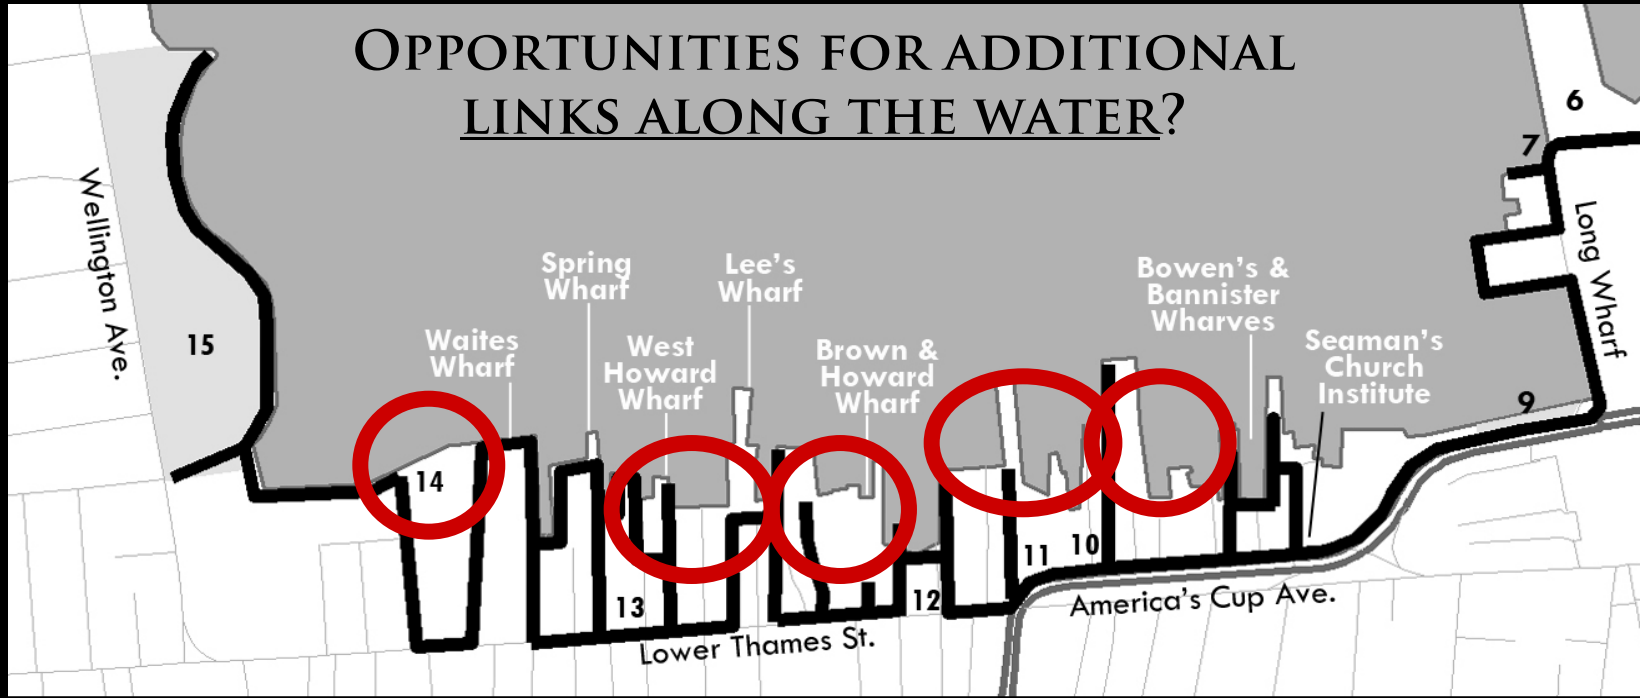 OPPORTUNITIES FOR ADDITIONAL
LINKS ALONG THE WATER?
6
7
Wellington Ave.
Long Wharf
Spring
Wharf
Lee's
Wharf
Bowen's &
Bannister
Wharves
15
Waites
Wharf
West
Howard
Wharf
Brown &
Howard
Wharf
Seaman's
Church
Institute
9
14
11
10
13
12
America's Cup Ave.
Lower Thames St.